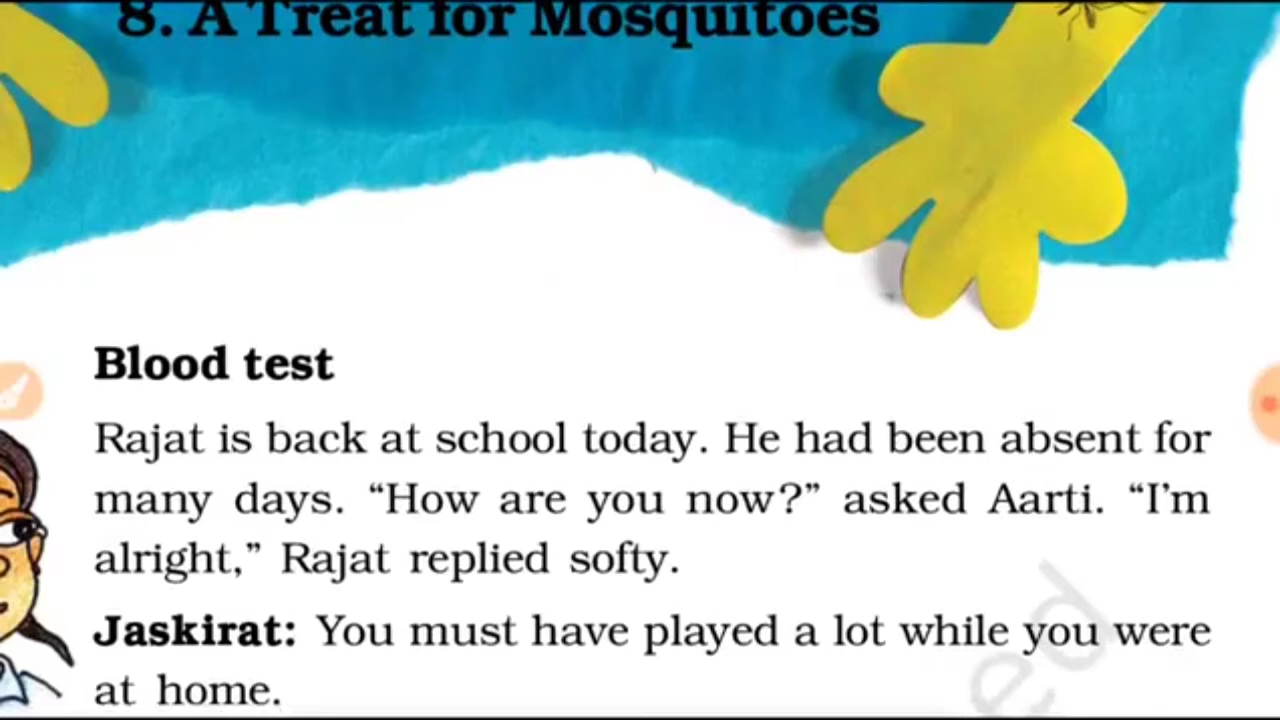 8. A Treat for Mosquitoes
Blood test
Rajat is back at school today. He had been absent for
many days. “How are you now?” asked Aarti. “I’m
alright,” Rajat replied softy.
Jaskirat: You must have played a lot while you were
at home.
ed